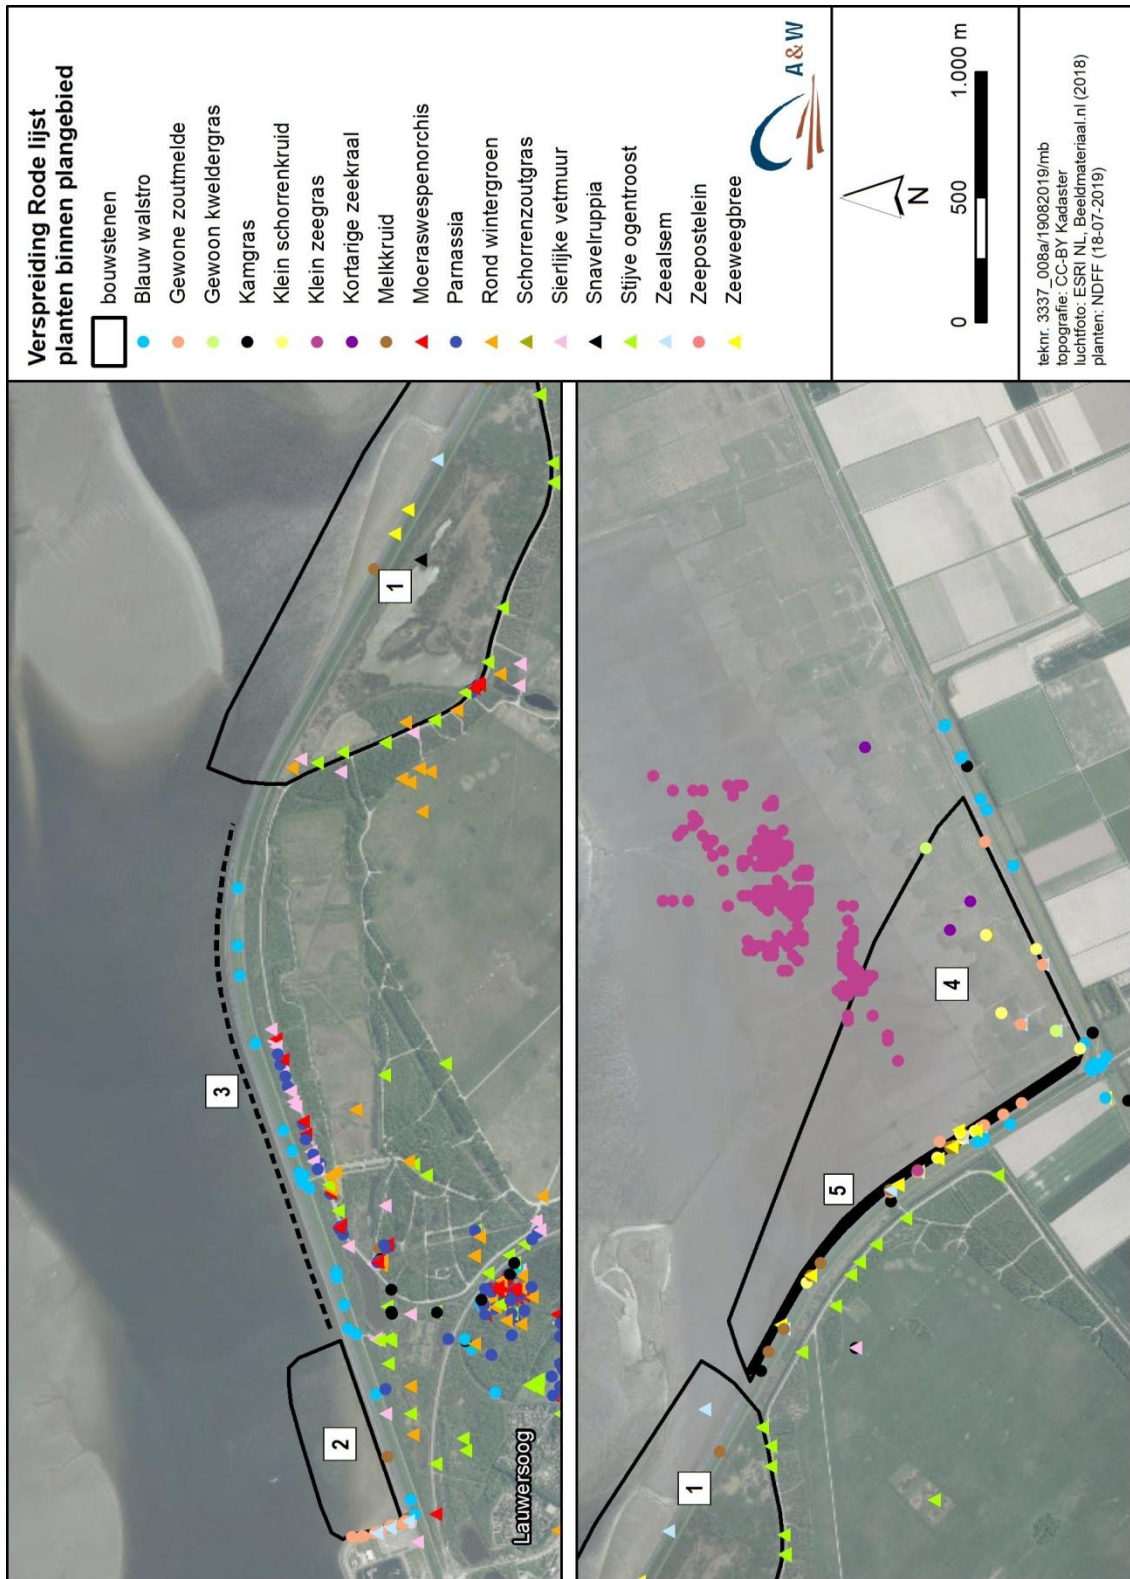 Verspreiding Rode lijst
planten binnen plangebied
bouwstenen
Blauw walstro
Gewone zoutmelde
Gewoon kweldergras
Kamgras
Klein schorrenkruid
Klein zeegras
Kortarige zeekraal
Melkkruid
Moeraswespenorchis
Parnassia
Rond wintergroen
Schorrenzoutgras
Sierlijke vetmuur
Snavelruppia
Stijve ogentroost
Zeealsem
Zeepostelein
Zeeweegbree
A&W
N
0 500 1.000 m
teknr. 3337_008a/19082019/mb
topografie: CC-BY Kadaster
luchtfoto: ESRI NL, Beeldmateriaal.nl (2018)
planten: NDFF (18-07-2019)
3
1
2
Lauwersoog
1
5
4